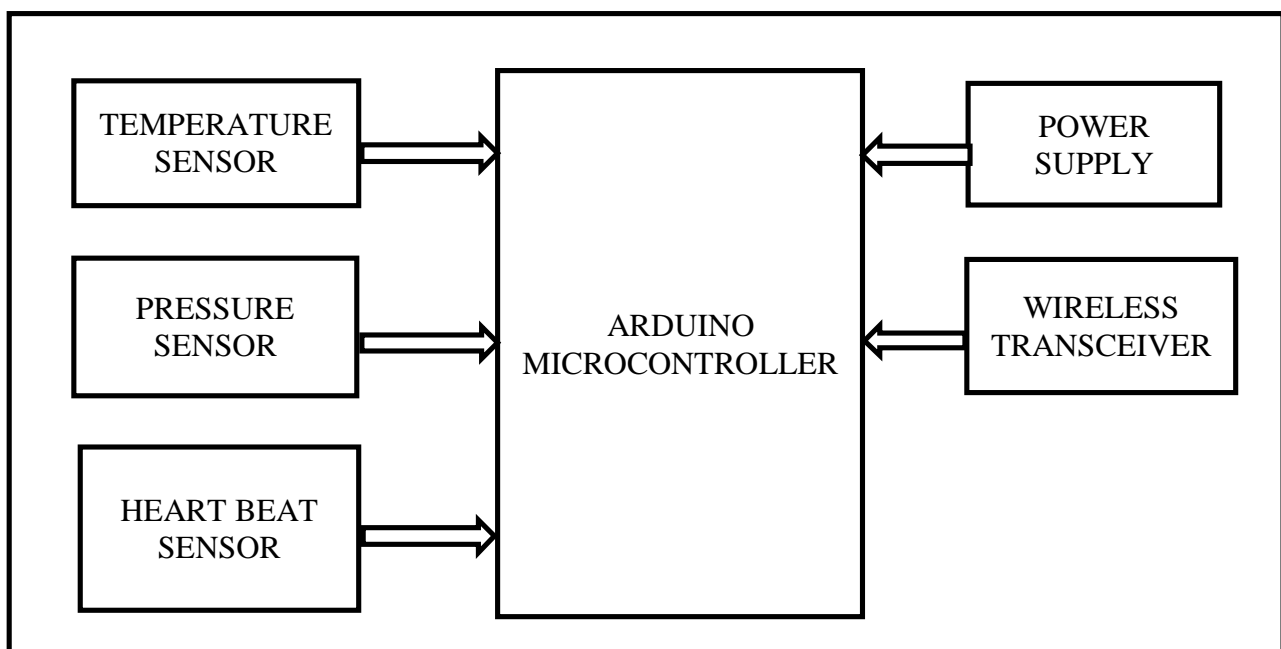 TEMPERATURE
SENSOR
PRESSURE
SENSOR
HEART BEAT
SENSOR
ARDUINO
MICROCONTROLLER
POWER
SUPPLY
WIRELESS
TRANSCEIVER